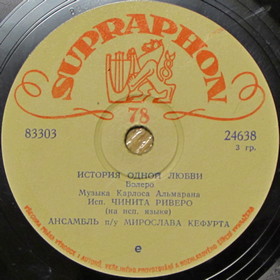 SUPRAPHON
78
83303
24638
3 гр.
ИСТОРИЯ ОДНОЙ ЛЮБВИ
Болеро
Музыка Карлоса Альмарана
Исп. ЧИНИТА РИВЕРО
(на исп. языке)
АНСАМБЛЬ п/у МИРОСЛАВА КЕФУРТА
e